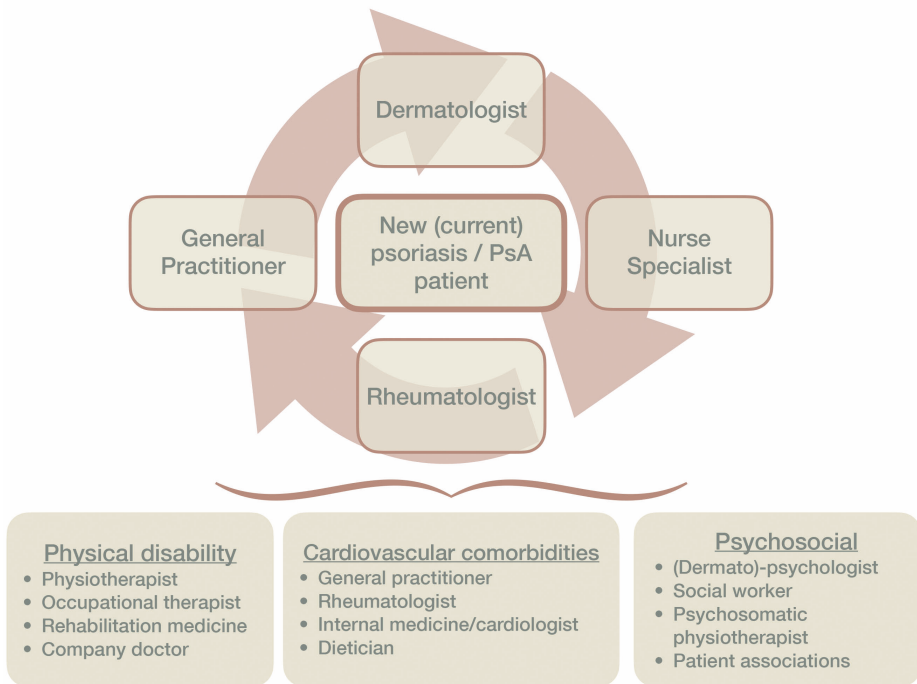 Dermatologist
General
Practitioner
New (current)
psoriasis / PsA
patient
Nurse
Specialist
Rheumatologist
Physical disability
• Physiotherapist
• Occupational therapist
• Rehabilitation medicine
• Company doctor
Cardiovascular comorbidities
• General practitioner
• Rheumatologist
• Internal medicine/cardiologist
• Dietician
Psychosocial
• (Dermato)-psychologist
• Social worker
• Psychosomatic
physiotherapist
• Patient associations